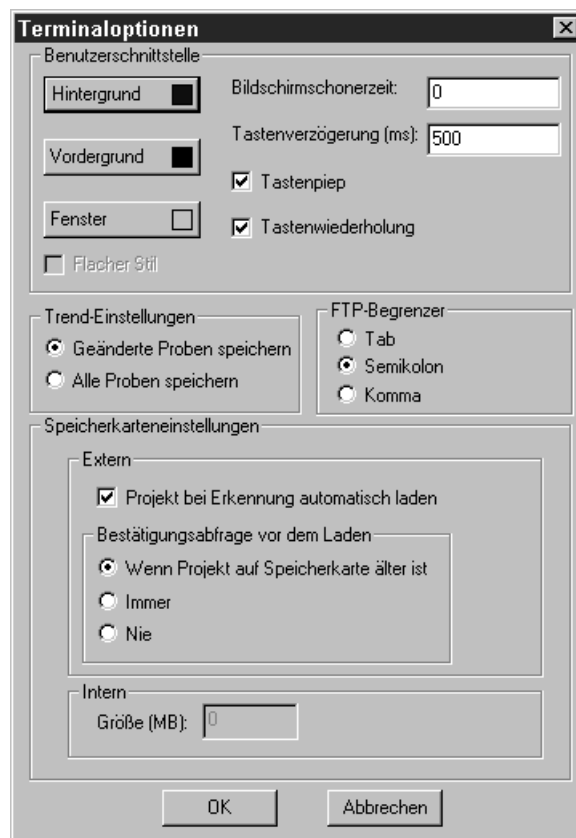 Terminaloptionen
Benutzerschnittstelle
Hintergrund
Bildschirmschonerzeit: 0
Vordergrund
Tastenverzögerung (ms): 500
Tastenpiep
Fenster
Tastenwiederholung
Flacher Stil
Trend-Einstellungen
Geänderte Proben speichern
Alle Proben speichern
FTP-Begrenzer
Tab
Semikolon
Komma
Speicherkarteneinstellungen
Extern
Projekt bei Erkennung automatisch laden
Bestätigungsabfrage vor dem Laden
Wenn Projekt auf Speicherkarte älter ist
Immer
Nie
Intern
Größe (MB): 0
OK Abbrechen